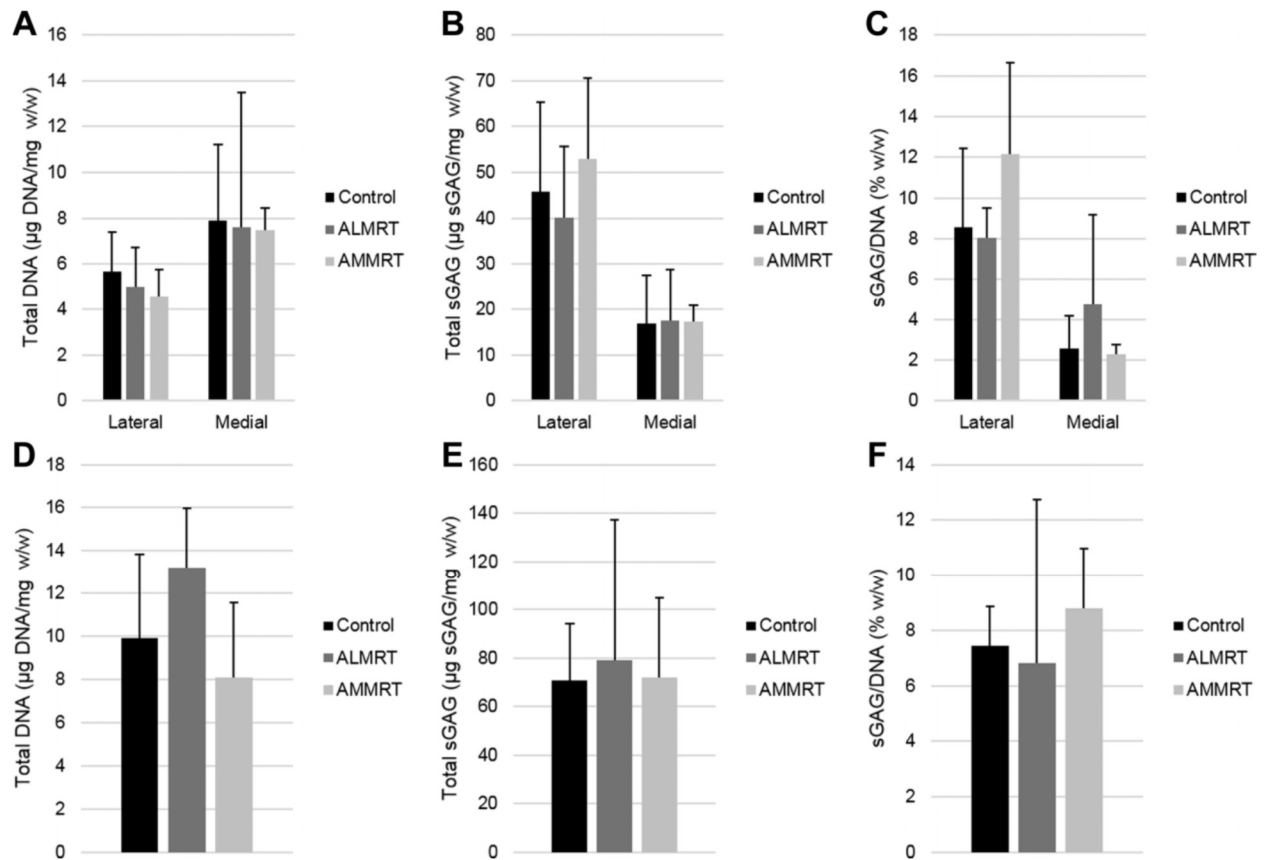 A
Total DNA (µg DNA/mg w/w)
16
14
12
10
8
6
4
2
0
Lateral
Medial
Control
ALMRT
AMMRT
B
Total sGAG (µg sGAG/mg w/w)
80
70
60
50
40
30
20
10
0
Lateral
Medial
Control
ALMRT
AMMRT
C
sGAG/DNA (% w/w)
18
16
14
12
10
8
6
4
2
0
Lateral
Medial
Control
ALMRT
AMMRT
D
Total DNA (µg DNA/mg w/w)
18
16
14
12
10
8
6
4
2
0
Control
ALMRT
AMMRT
E
Total sGAG (µg sGAG/mg w/w)
160
140
120
100
80
60
40
20
0
Control
ALMRT
AMMRT
F
sGAG/DNA (% w/w)
14
12
10
8
6
4
2
0
Control
ALMRT
AMMRT